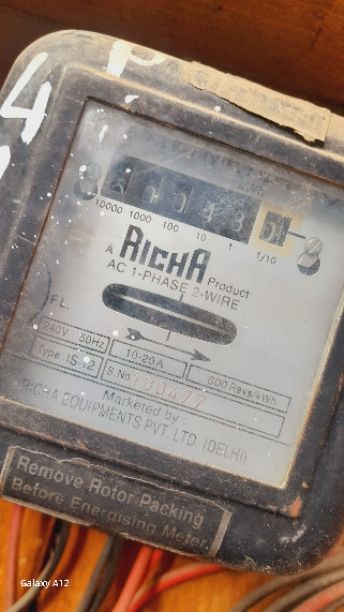 KWH
10000 1000 100 10 1 1/10
A RICHA Product
AC 1-PHASE 2-WIRE
F.L.
240V 50Hz 10-20A 600 Revs/kWh
Type IS-12 S.No 100477
Marketed by -
RICHA EQUIPMENTS PVT. LTD. (DELHI)
Remove Rotor Packing
Before Energising Meter
Galaxy A12